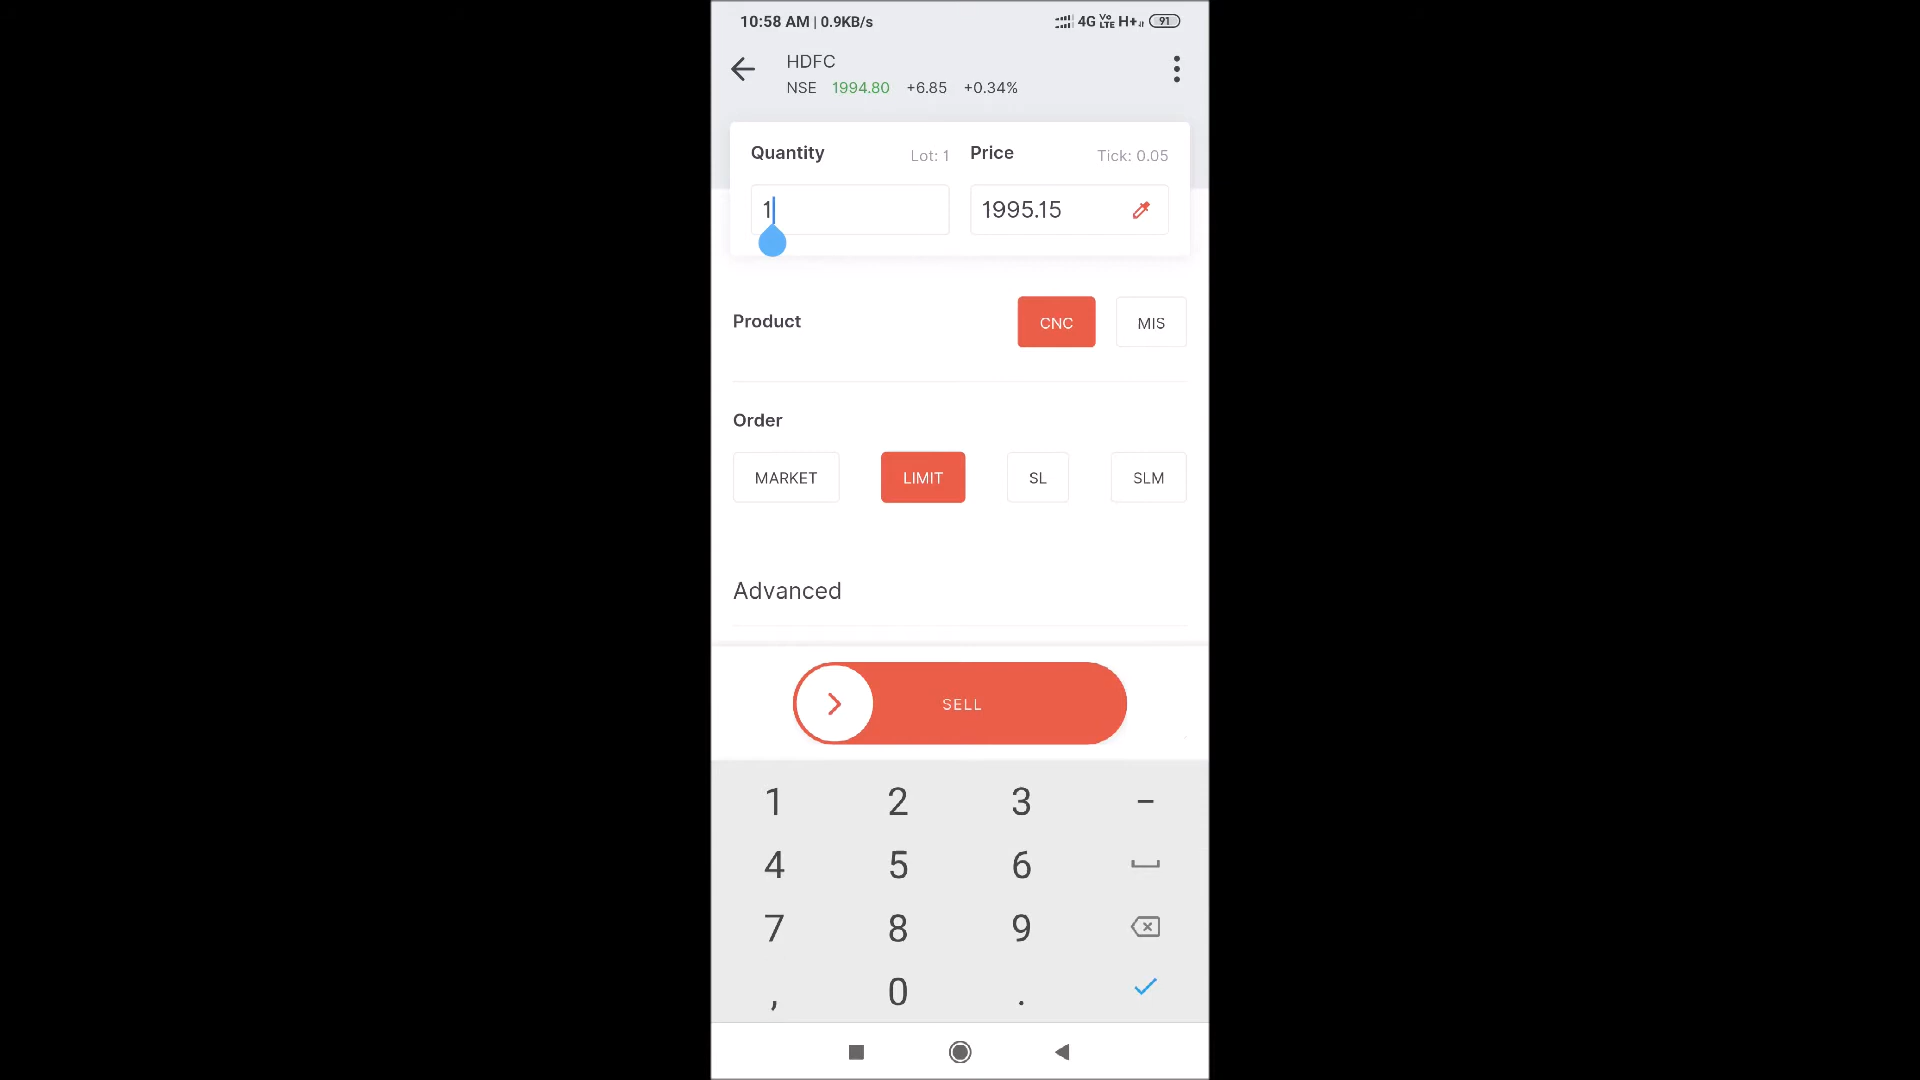 10:58 AM | 0.9KB/s 4G Vo LTE H+ 91
HDFC
NSE 1994.80 +6.85 +0.34%
Quantity Lot: 1 Price Tick: 0.05
1 1995.15
Product CNC MIS
Order
MARKET LIMIT SL SLM
Advanced
SELL
1 2 3 –
4 5 6
7 8 9
, 0 .